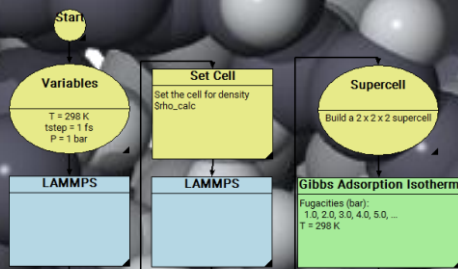 Start
Variables
T = 298 K
tstep = 1 fs
P = 1 bar
LAMMPS
Set Cell
Set the cell for density
$rho_calc
LAMMPS
Supercell
Build a 2 x 2 x 2 supercell
Gibbs Adsorption Isotherm
Fugacities (bar):
1.0, 2.0, 3.0, 4.0, 5.0, ...
T = 298 K